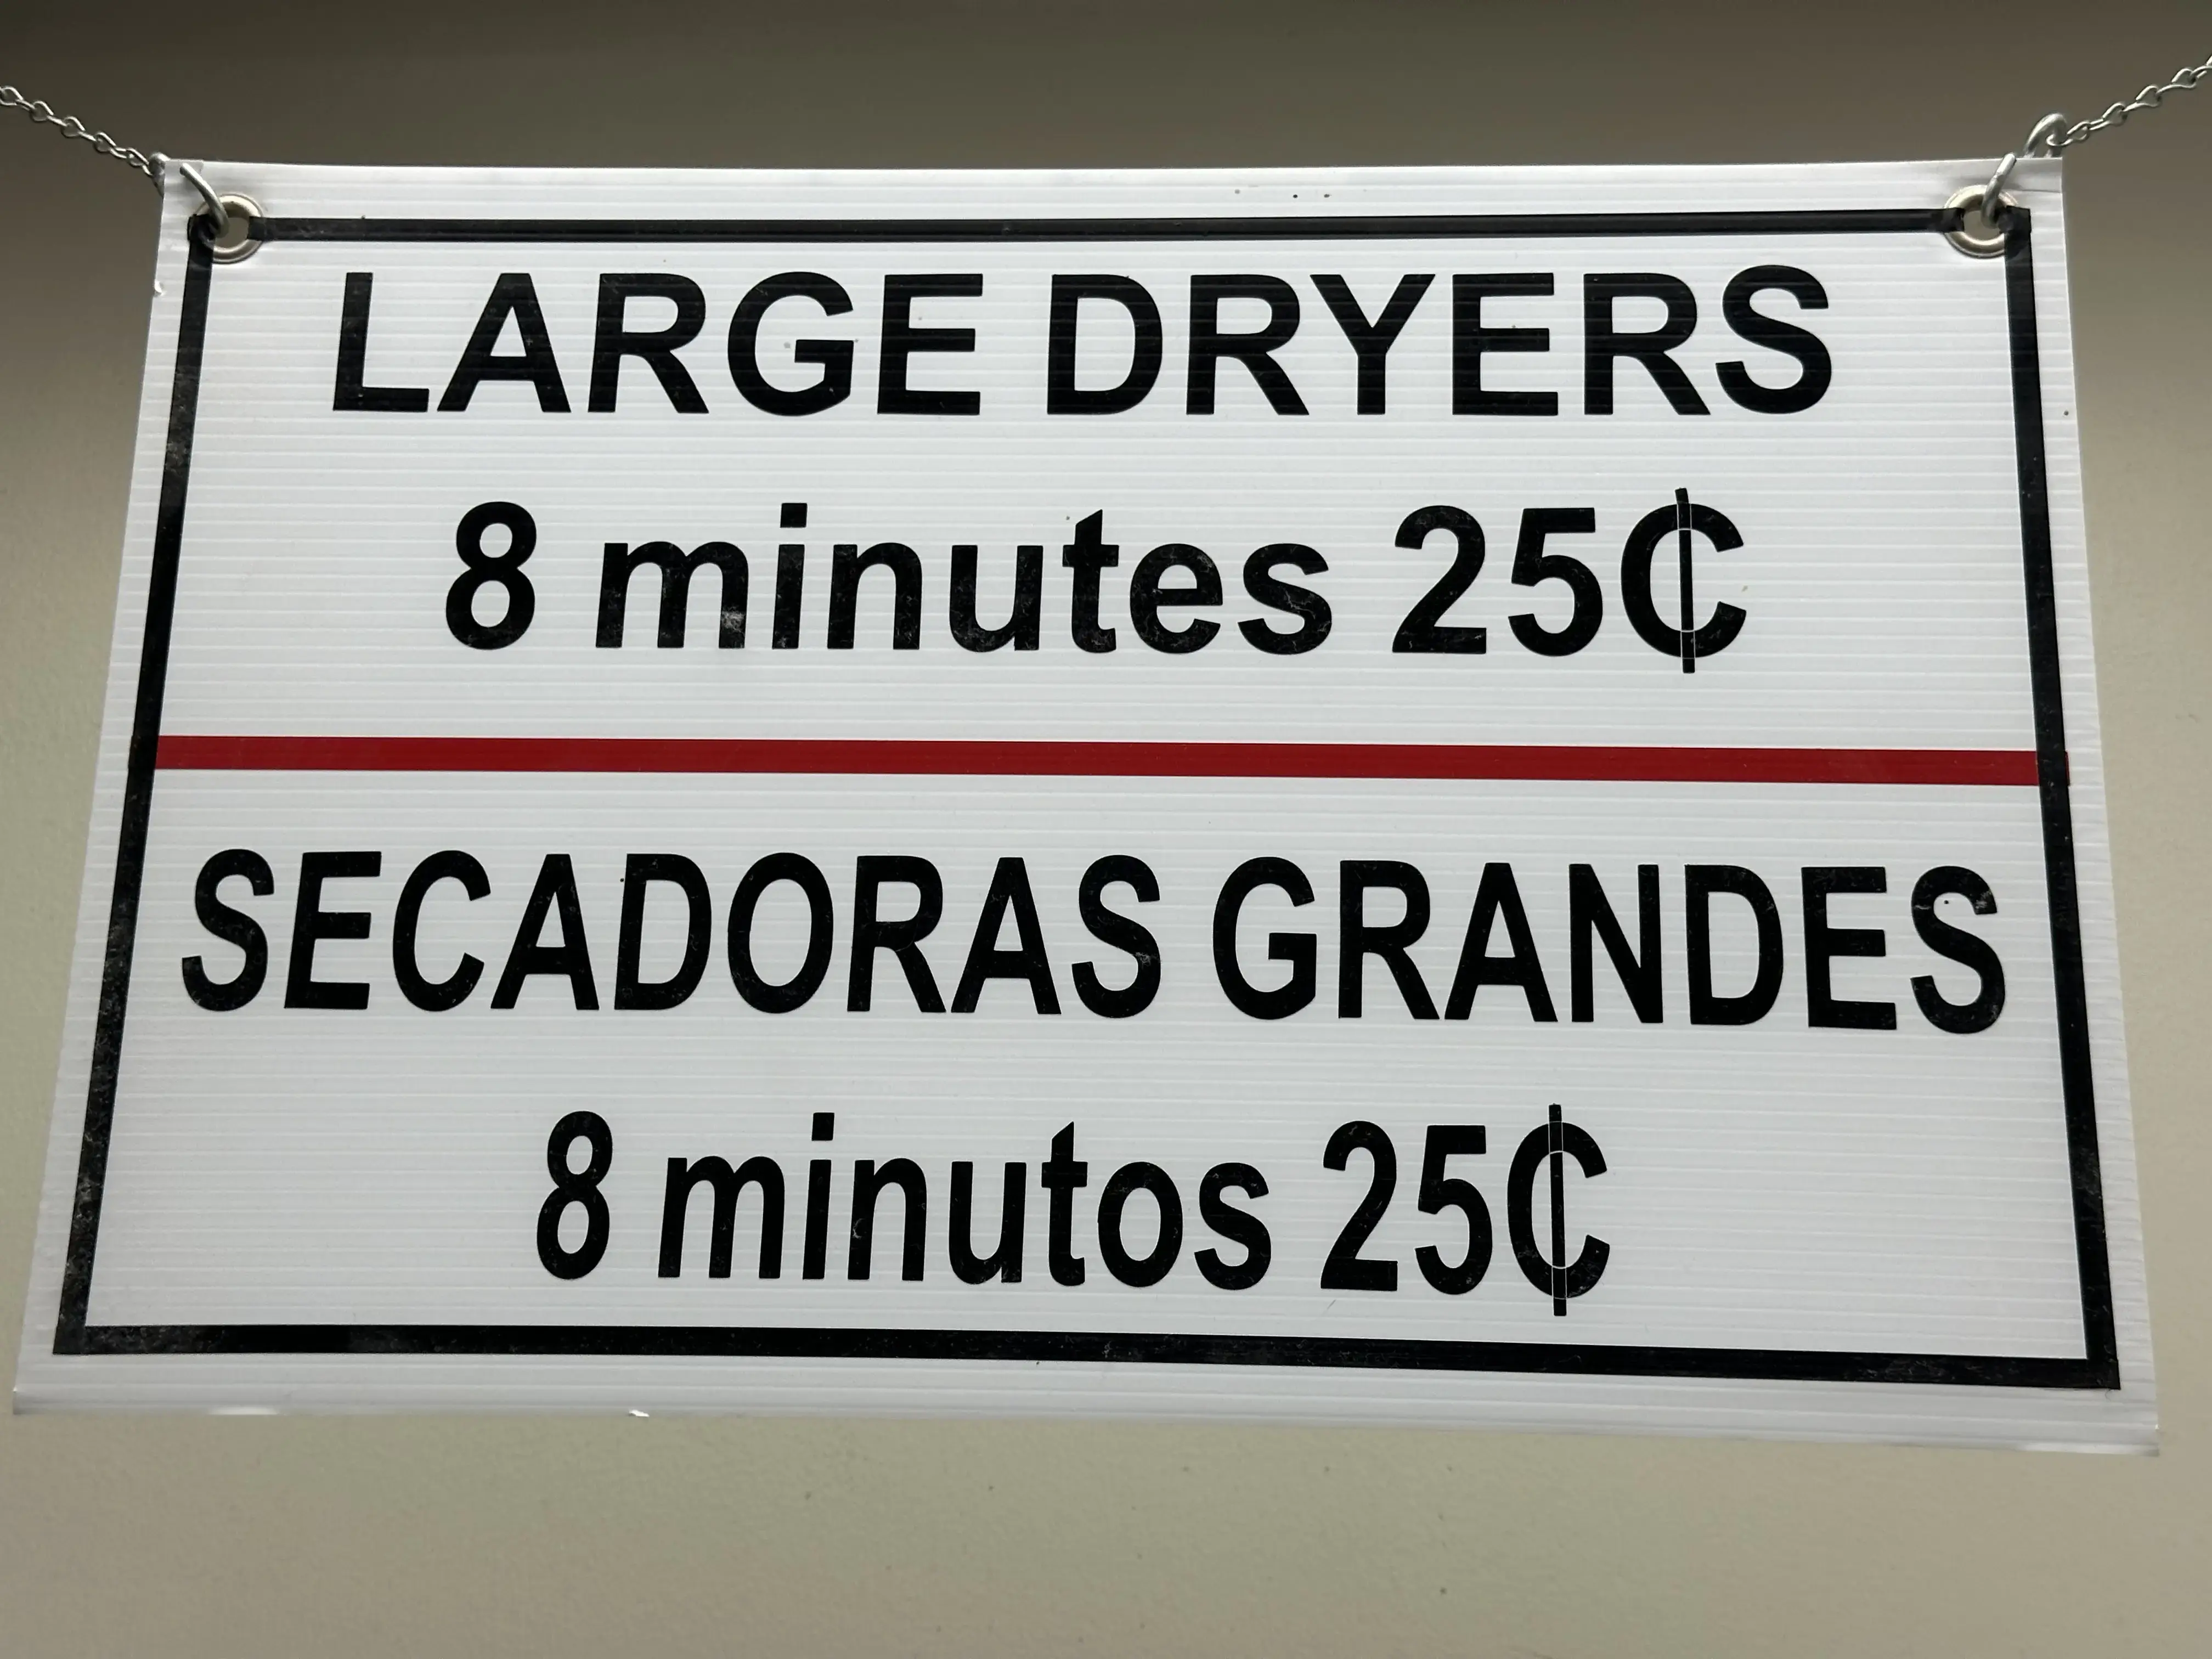 LARGE DRYERS
8 minutes 25¢
SECADORAS GRANDES
8 minutos 25¢